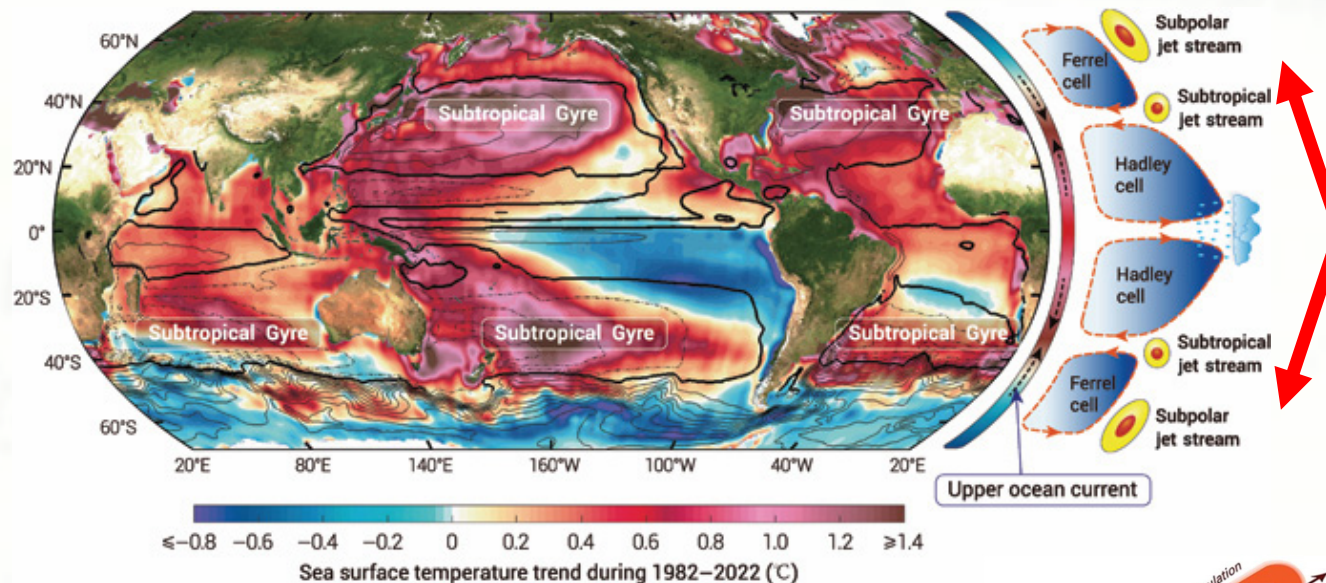 60°N
40°N
20°N
0°
20°S
40°S
60°S
Subtropical Gyre
Subtropical Gyre
Subtropical Gyre
Subtropical Gyre
Subtropical Gyre
20°E
80°E
140°E
160°W
100°W
40°W
20°E
Ferrel
cell
Subpolar
jet stream
Subtropical
jet stream
Hadley
cell
Hadley
cell
Subtropical
jet stream
Ferrel
cell
Subpolar
jet stream
Upper ocean current
⩽−0.8
−0.6
−0.4
−0.2
0
0.2
0.4
0.6
0.8
1.0
1.2
⩾1.4
Sea surface temperature trend during 1982–2022 (℃)